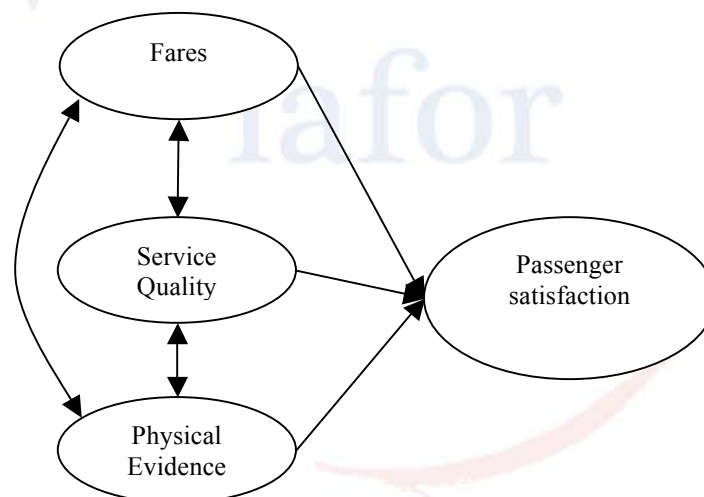 Fares
iafor
Service
Quality
Passenger
satisfaction
Physical
Evidence